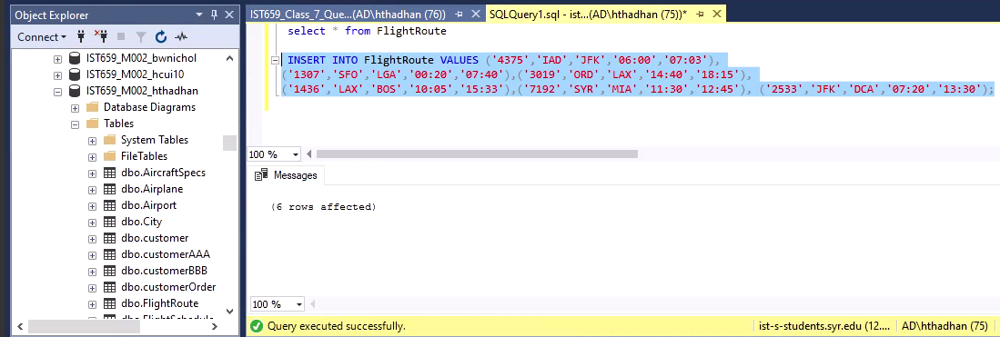 Object Explorer
Connect
IST659_M002_bwnichol
IST659_M002_hcui10
IST659_M002_hthadhan
Database Diagrams
Tables
System Tables
FileTables
dbo.AircraftSpecs
dbo.Airplane
dbo.Airport
dbo.City
dbo.customer
dbo.customerAAA
dbo.customerBBB
dbo.customerOrder
dbo.FlightRoute
dbo.FlightSchedule
IST659_Class_7_Que...(AD\hthadhan (76))
SQLQuery1.sql - ist...(AD\hthadhan (75))*
select * from FlightRoute
INSERT INTO FlightRoute VALUES ('4375','IAD','JFK','06:00','07:03'),
('1307','SFO','LGA','00:20','07:40'),('3019','ORD','LAX','14:40','18:15'),
('1436','LAX','BOS','10:05','15:33'),('7192','SYR','MIA','11:30','12:45'), ('2533','JFK','DCA','07:20','13:30');
100 %
Messages
(6 rows affected)
100 %
Query executed successfully.
ist-s-students.syr.edu (12....
AD\hthadhan (75)